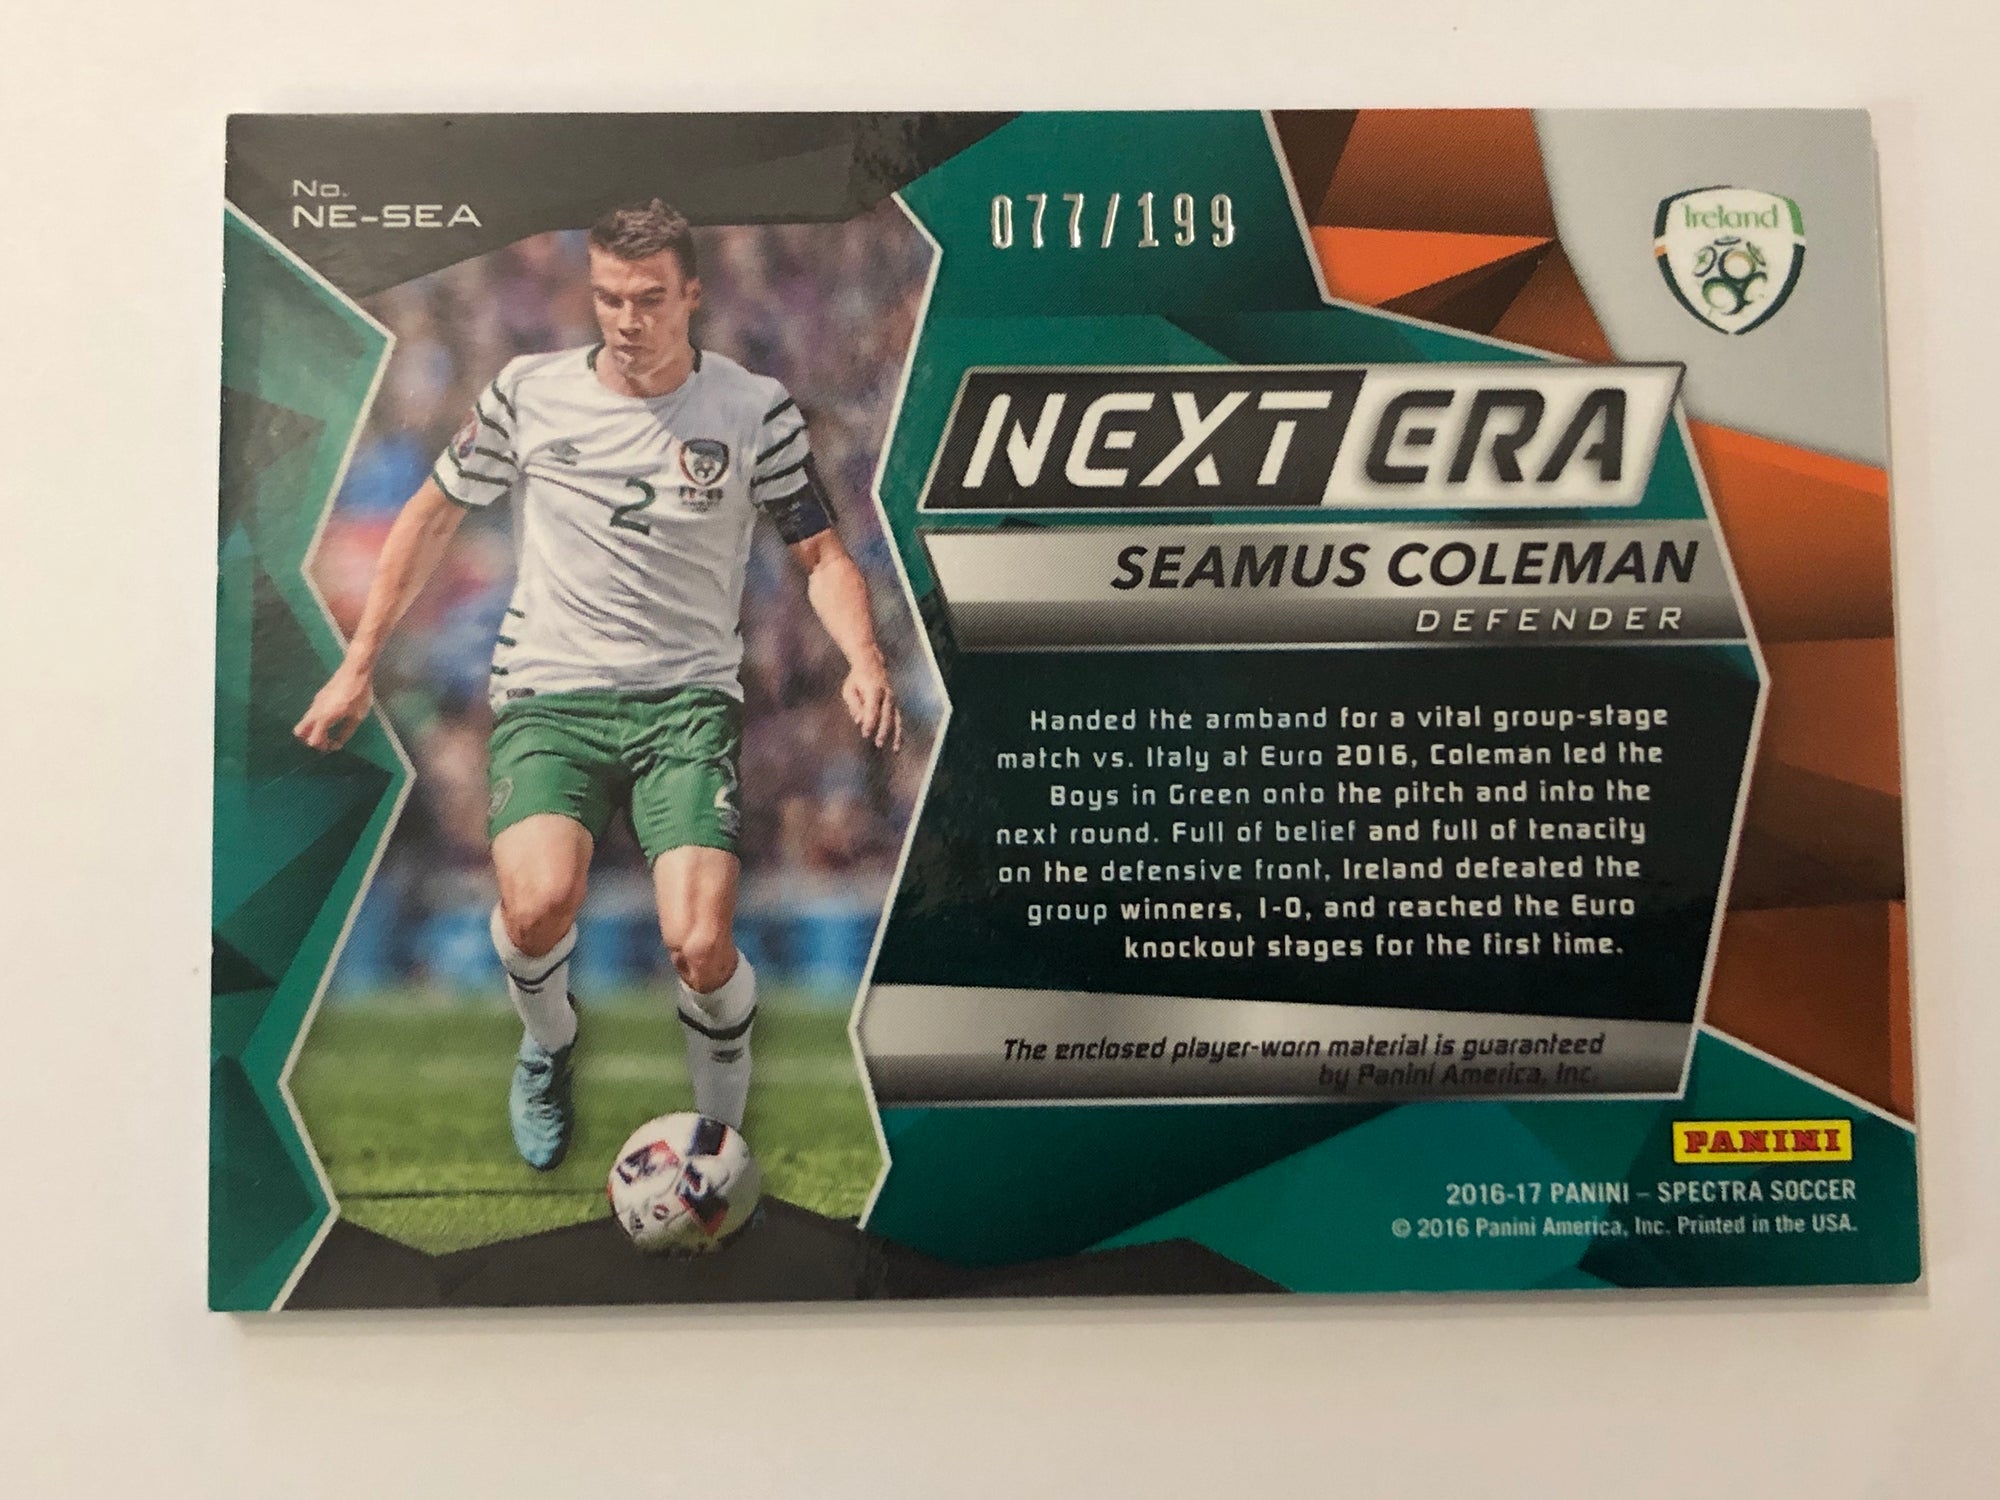 No.
NE-SEA
077/199
Ireland
NEXT ERA
SEAMUS COLEMAN
DEFENDER
Handed the armband for a vital group-stage
match vs. Italy at Euro 2016, Coleman led the
Boys in Green onto the pitch and into the
next round. Full of belief and full of tenacity
on the defensive front, Ireland defeated the
group winners, 1-0, and reached the Euro
knockout stages for the first time.
The enclosed player-worn material is guaranteed
by Panini America, Inc.
PANINI
2016-17 PANINI – SPECTRA SOCCER
© 2016 Panini America, Inc. Printed in the USA.
2
2